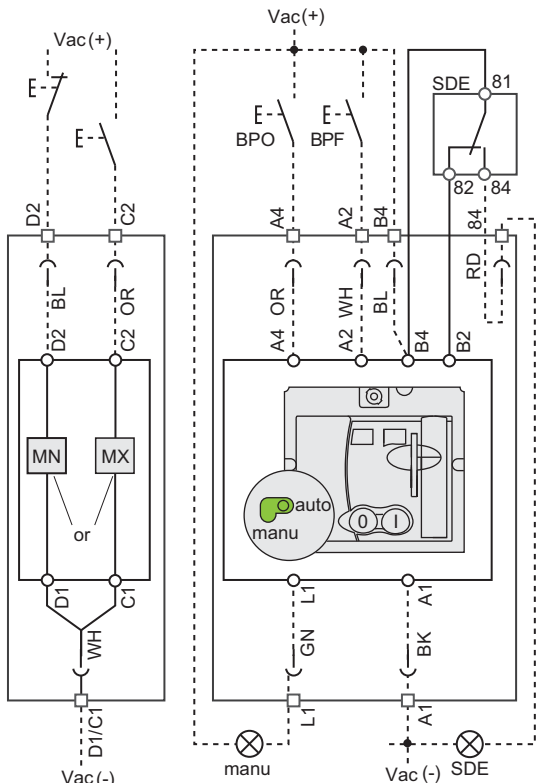 Vac(+)
Vac(+)
SDE
81
BPO
BPF
82
84
D2
C2
A4
A2
B4
84
BL
OR
OR
WH
BL
RD
D2
C2
A4
A2
B4
B2
MN
MX
or
auto
manu
0
I
D1
C1
L1
A1
WH
GN
BK
L1
A1
D1/C1
manu
SDE
Vac(-)
Vac(-)